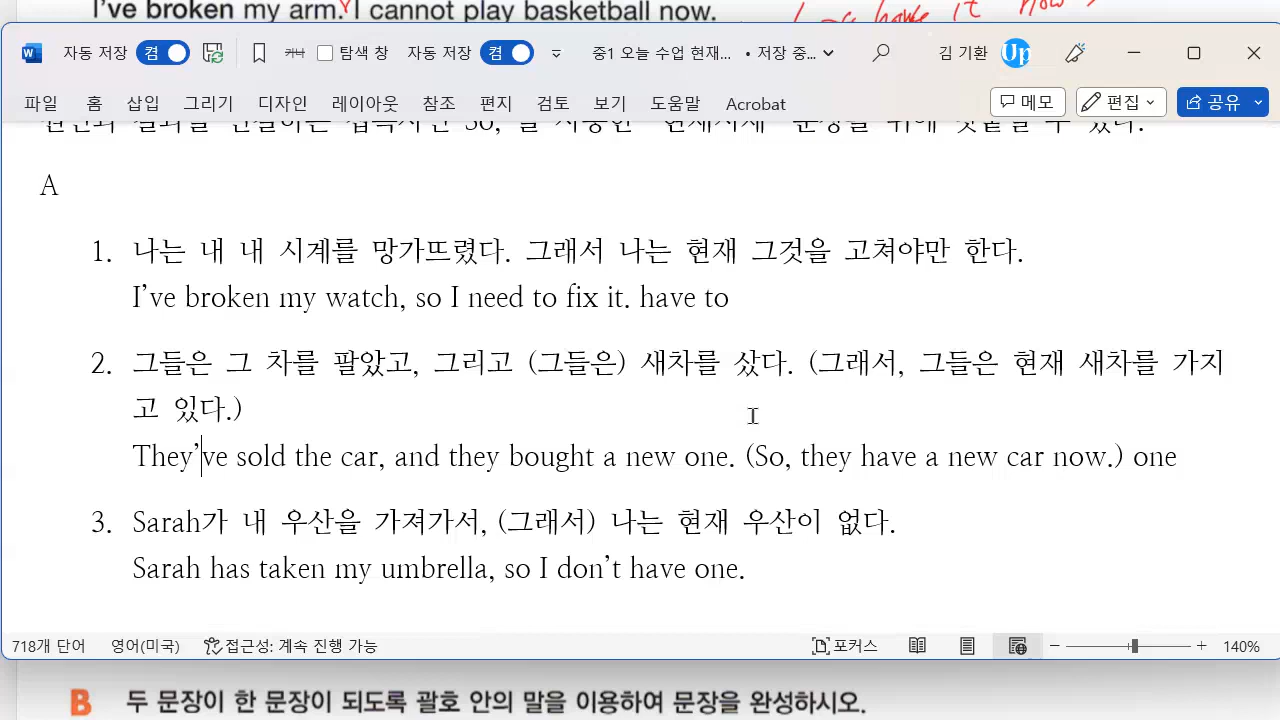 I've broken my arm. I cannot play basketball now.
it now
자동 저장 켬 탐색 창 자동 저장 켬 중1 오늘 수업 현재... • 저장 중... 김 기환 Up
파일 홈 삽입 그리기 디자인 레이아웃 참조 편지 검토 보기 도움말 Acrobat 메모 편집 공유
A
1. 나는 내 내 시계를 망가뜨렸다. 그래서 나는 현재 그것을 고쳐야만 한다.
I've broken my watch, so I need to fix it. have to
2. 그들은 그 차를 팔았고, 그리고 (그들은) 새차를 샀다. (그래서, 그들은 현재 새차를 가지
고 있다.)
They've sold the car, and they bought a new one. (So, they have a new car now.) one
3. Sarah가 내 우산을 가져가서, (그래서) 나는 현재 우산이 없다.
Sarah has taken my umbrella, so I don't have one.
718개 단어 영어(미국) 접근성: 계속 진행 가능 포커스 140%
B 두 문장이 한 문장이 되도록 괄호 안의 말을 이용하여 문장을 완성하시오.